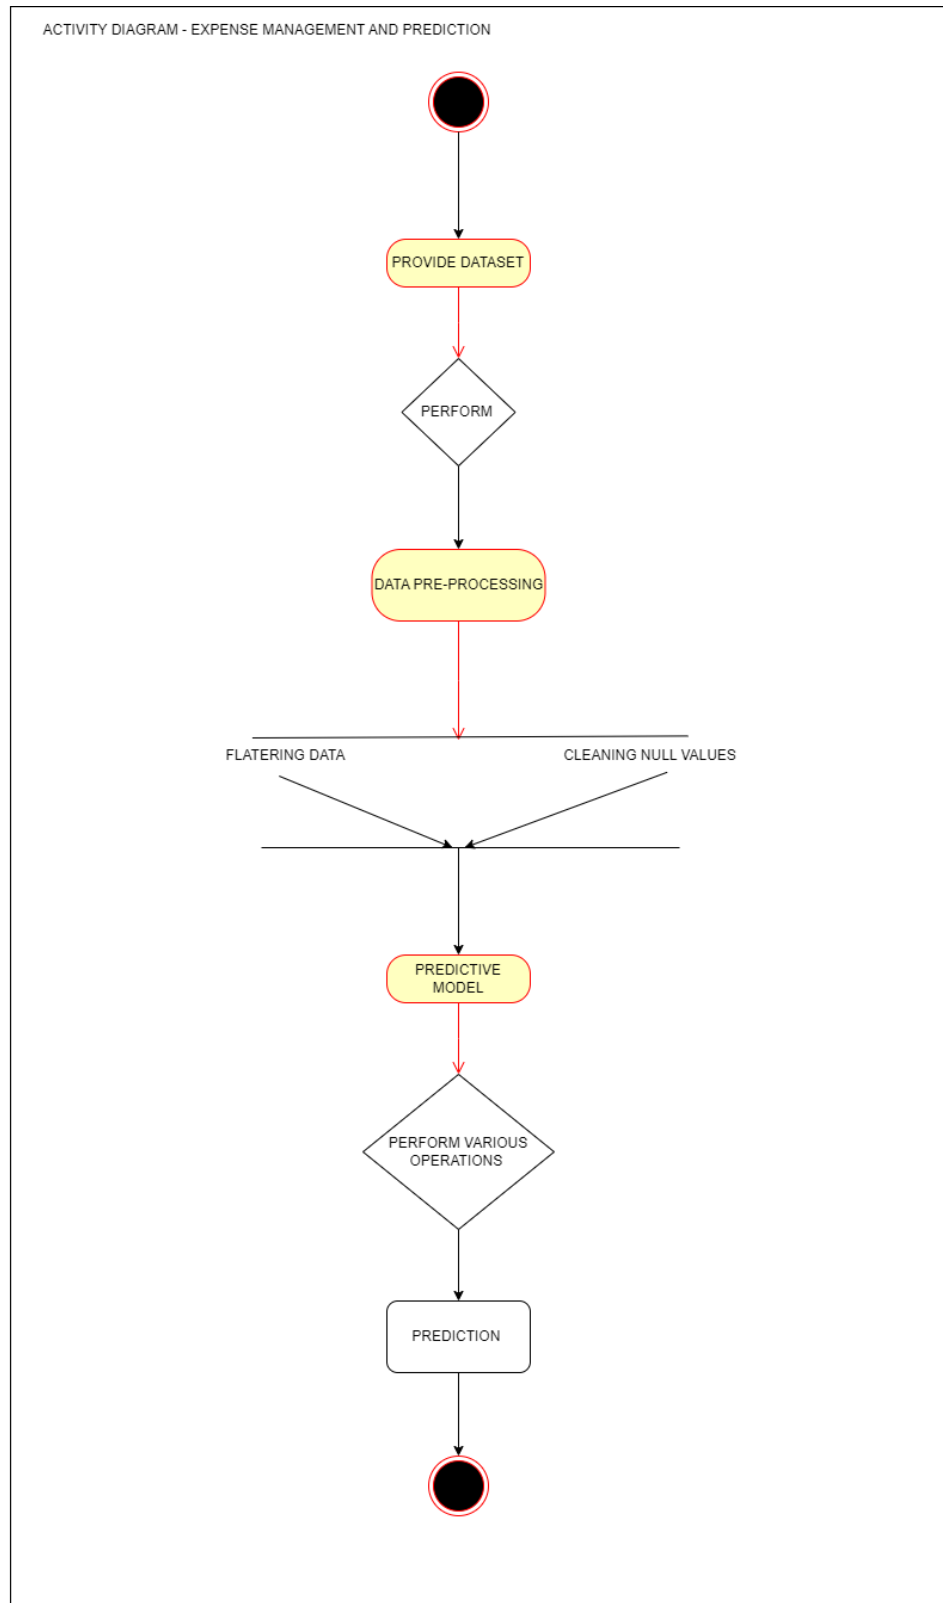 ACTIVITY DIAGRAM - EXPENSE MANAGEMENT AND PREDICTION
PROVIDE DATASET
PERFORM
DATA PRE-PROCESSING
FLATERING DATA
CLEANING NULL VALUES
PREDICTIVE
MODEL
PERFORM VARIOUS
OPERATIONS
PREDICTION